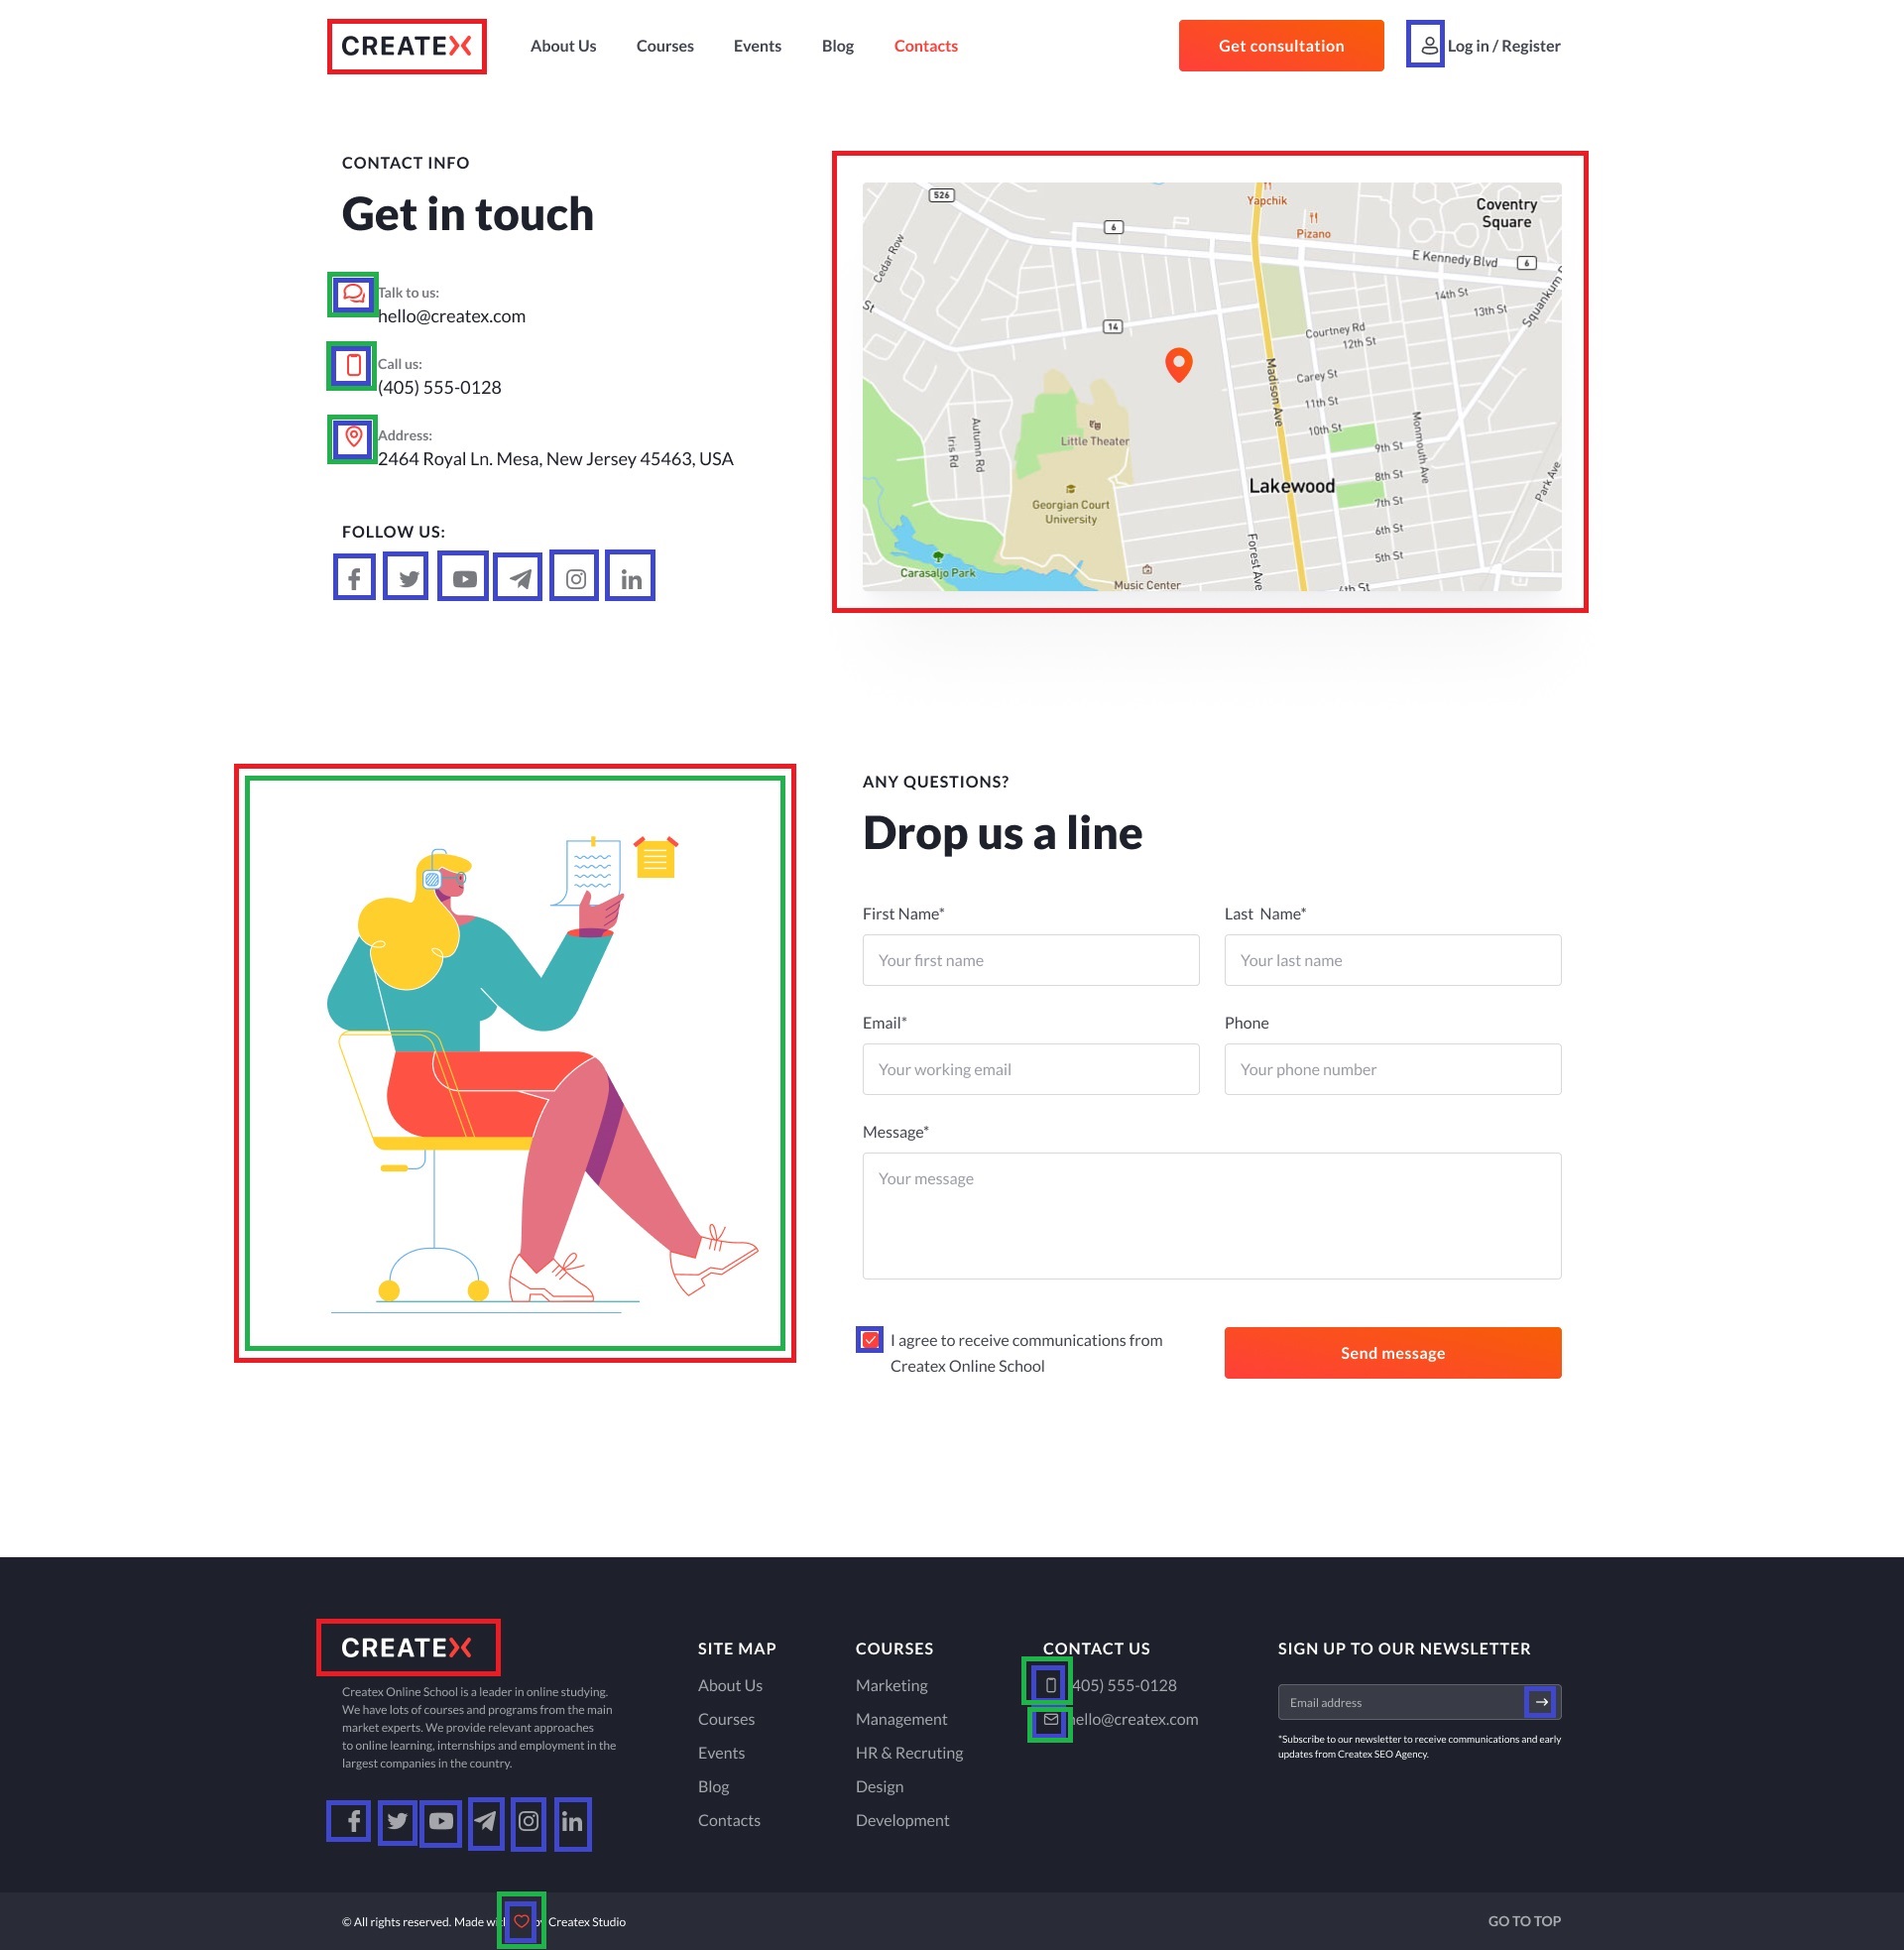 CREATEX
About Us
Courses
Events
Blog
Contacts
Get consultation
Log in / Register
CONTACT INFO
Get in touch
Talk to us:
hello@createx.com
Call us:
(405) 555-0128
Address:
2464 Royal Ln. Mesa, New Jersey 45463, USA
FOLLOW US:
526
Yapchik
Pizano
Coventry
Square
6
E Kennedy Blvd
6
Cedar Row
St
14th St
13th St
14
Courtney Rd
12th St
Madison Ave
Carey St
11th St
10th St
Monmouth Ave
9th St
Autumn Rd
Iris Rd
Little Theater
8th St
Lakewood
7th St
Park Ave
Georgian Court
University
6th St
5th St
Forest Ave
Carasaljo Park
Music Center
4th St
ANY QUESTIONS?
Drop us a line
First Name*
Last Name*
Your first name
Your last name
Email*
Phone
Your working email
Your phone number
Message*
Your message
I agree to receive communications from
Createx Online School
Send message
CREATEX
Createx Online School is a leader in online studying.
We have lots of courses and programs from the main
market experts. We provide relevant approaches
to online learning, internships and employment in the
largest companies in the country.
SITE MAP
About Us
Courses
Events
Blog
Contacts
COURSES
Marketing
Management
HR & Recruting
Design
Development
CONTACT US
405) 555-0128
hello@createx.com
SIGN UP TO OUR NEWSLETTER
Email address
*Subscribe to our newsletter to receive communications and early
updates from Createx SEO Agency.
© All rights reserved. Made with by Createx Studio
GO TO TOP